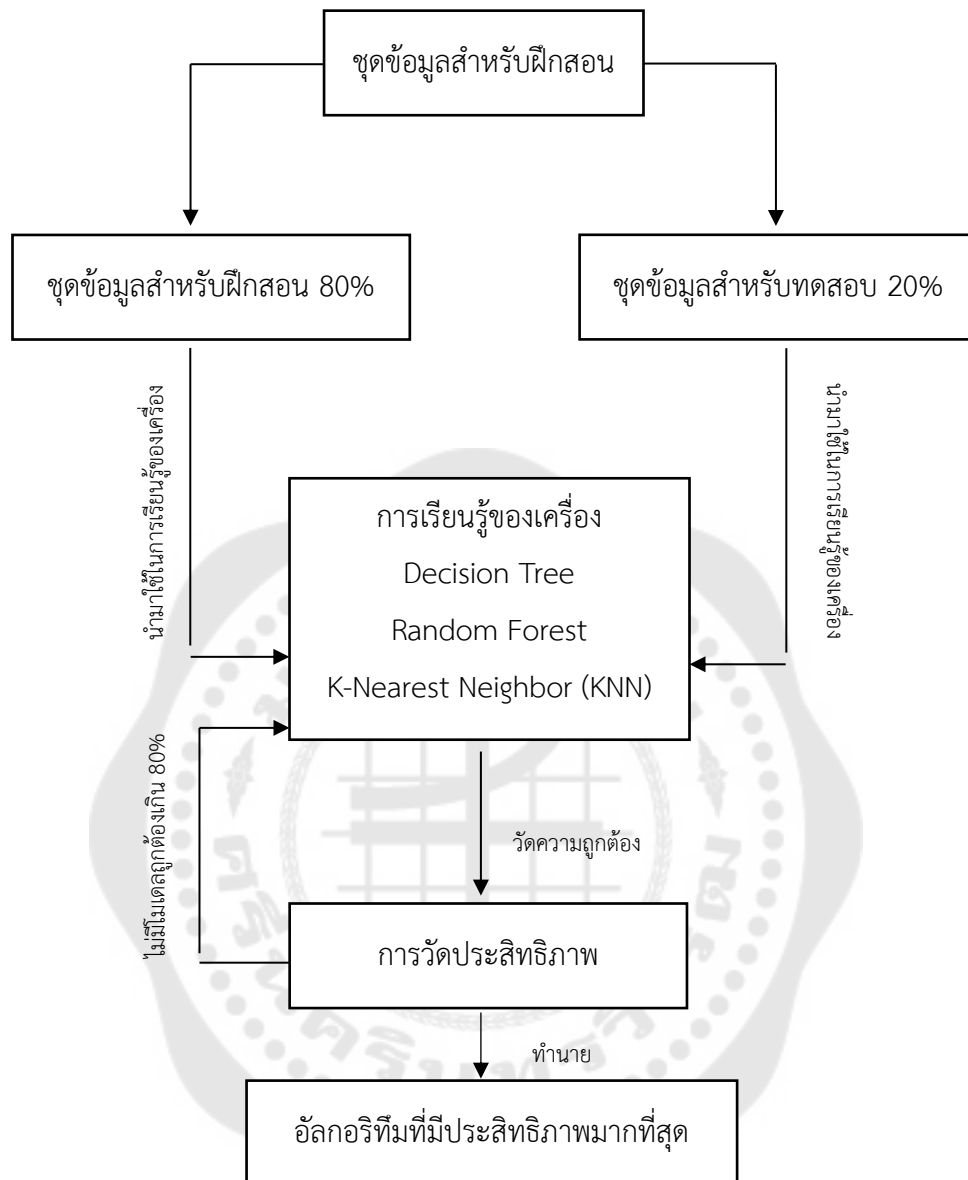 ชุดข้อมูลสำหรับฝึกสอน
ชุดข้อมูลสำหรับฝึกสอน 80%
ชุดข้อมูลสำหรับทดสอบ 20%
นำมาใช้ในการเรียนรู้ของเครื่อง
นำมาใช้ในการเรียนรู้ของเครื่อง
การเรียนรู้ของเครื่อง
Decision Tree
Random Forest
K-Nearest Neighbor (KNN)
ไม่มีโมเดลถูกต้องเกิน 80%
วัดความถูกต้อง
การวัดประสิทธิภาพ
ทำนาย
อัลกอริทึมที่มีประสิทธิภาพมากที่สุด